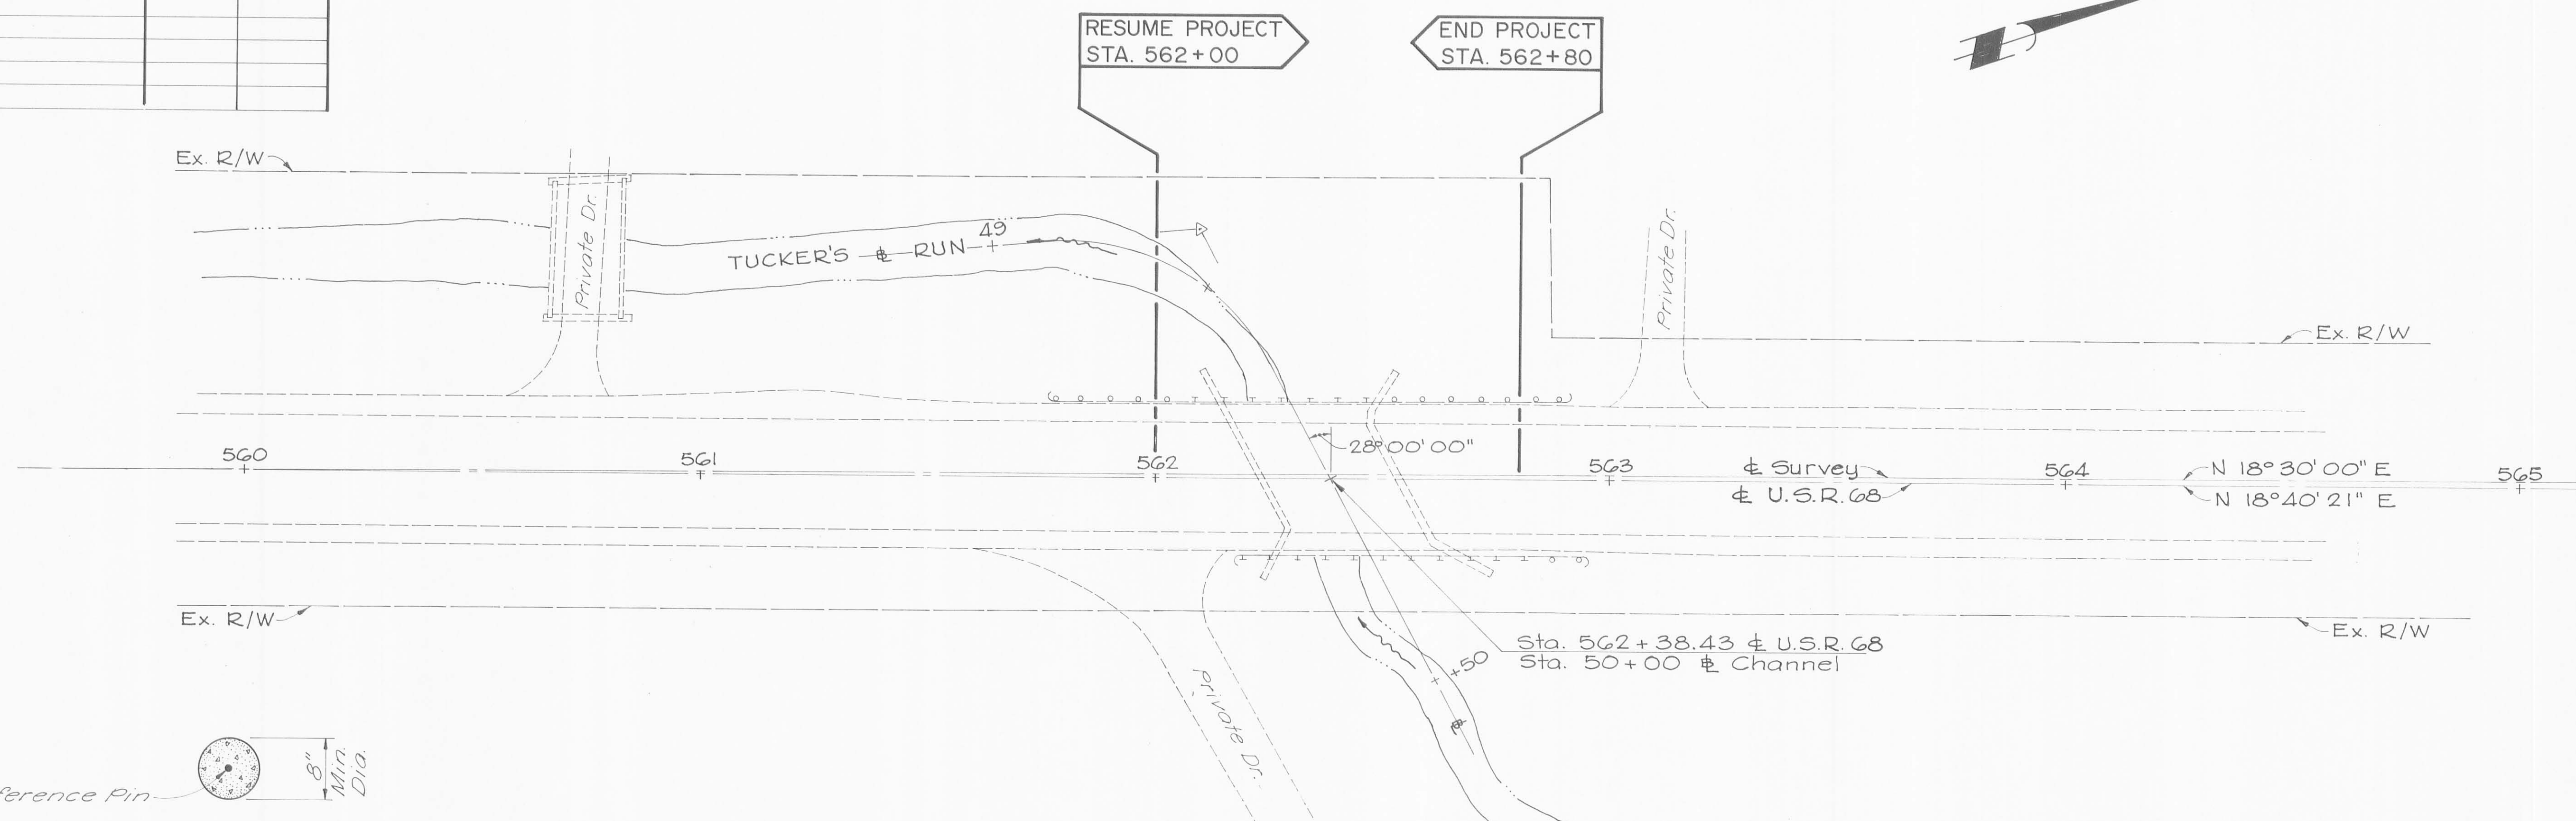 RESUME PROJECT
STA. 562+00
END PROJECT
STA. 562+80
Ex. R/W
Private Dr.
TUCKER'S ℄ RUN
49
Private Dr.
Ex. R/W
28°00'00"
560
561
562
563
564
565
℄ Survey
℄ U.S.R.68
N 18°30'00" E
N 18°40'21" E
Ex. R/W
Ex. R/W
Sta. 562+38.43 ℄ U.S.R.68
Sta. 50+00 ℄ Channel
+50
℄
Private Dr.
8"
Min.
Dia.
ference Pin